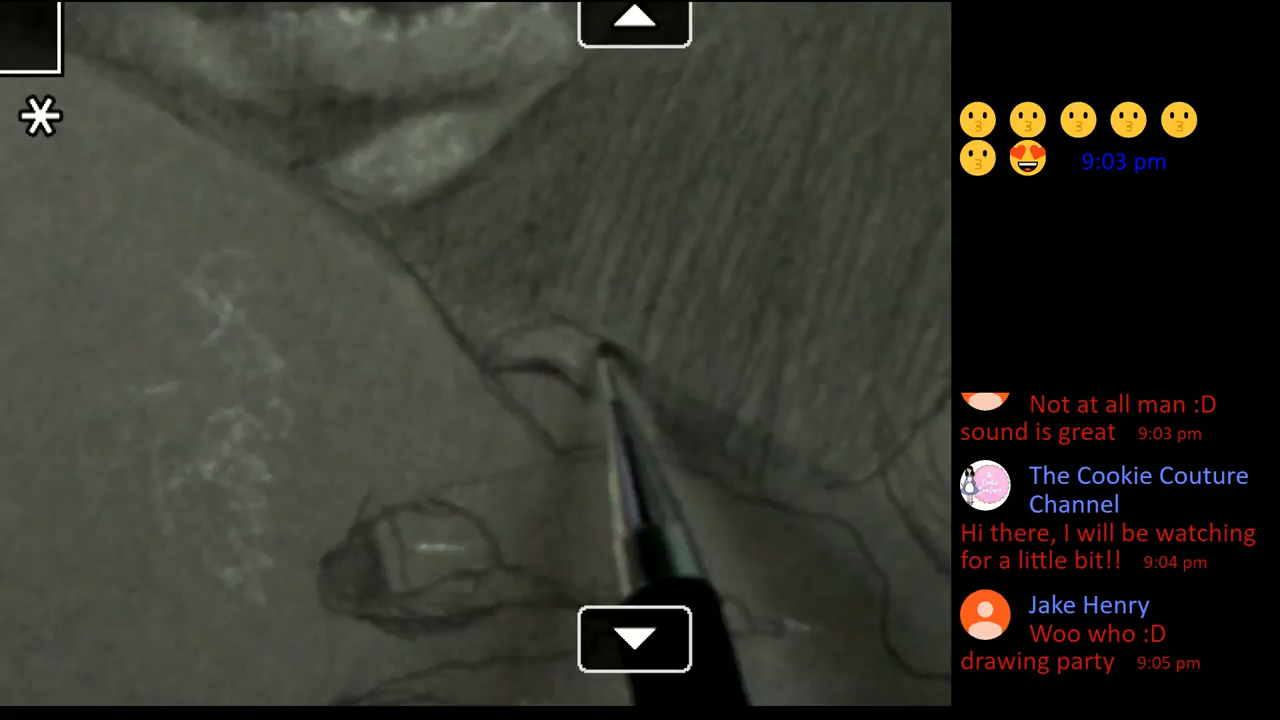 9:03 pm
Not at all man :D
sound is great 9:03 pm
The Cookie Couture
Channel
Hi there, I will be watching
for a little bit!! 9:04 pm
Jake Henry
Woo who :D
drawing party 9:05 pm